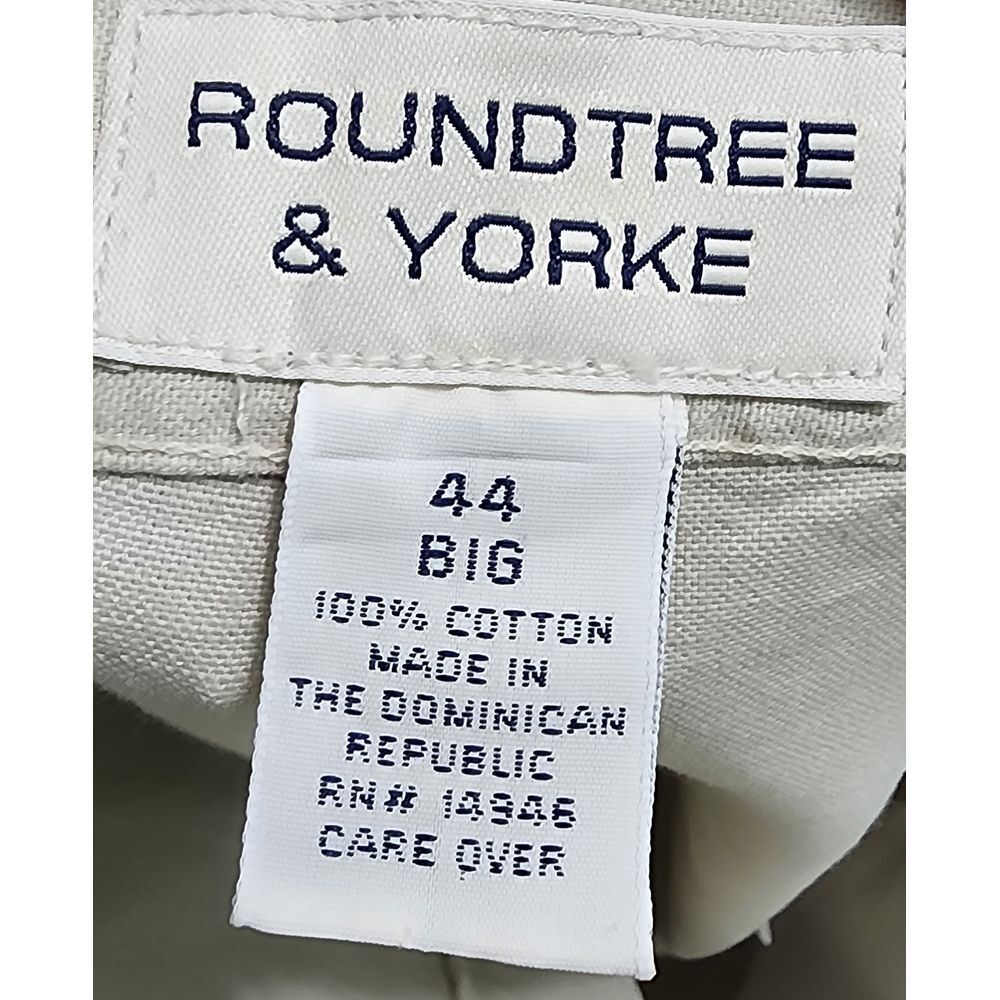 ROUNDTREE
& YORKE
44
BIG
100% COTTON
MADE IN
THE DOMINICAN
REPUBLIC
RN# 14946
CARE OVER